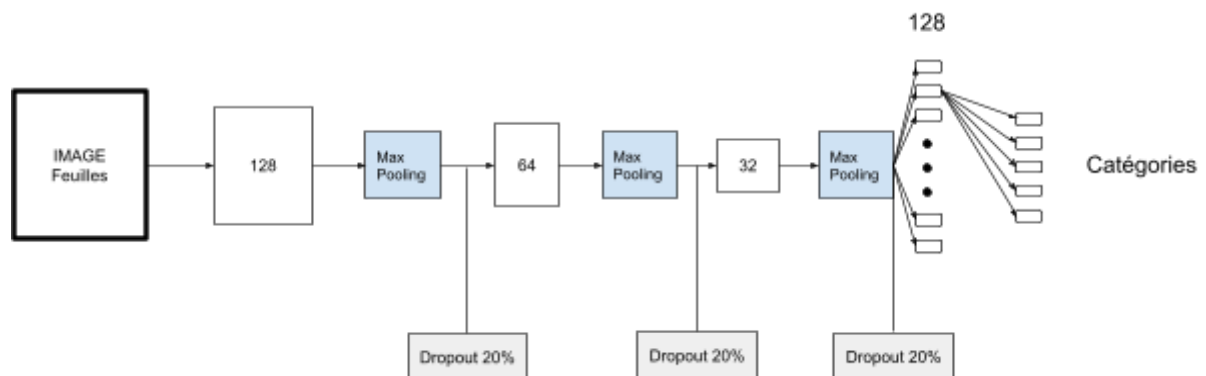 128
IMAGE
Feuilles
128
Max
Pooling
64
Max
Pooling
32
Max
Pooling
Catégories
Dropout 20%
Dropout 20%
Dropout 20%